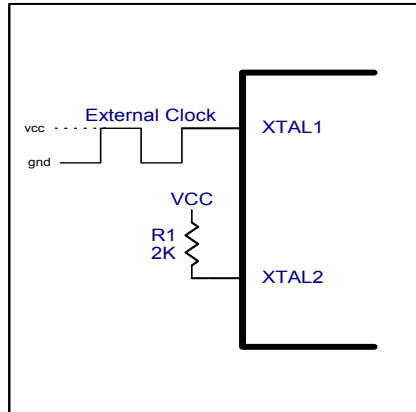 External Clock
vcc
XTAL1
gnd
VCC
R1
2K
XTAL2